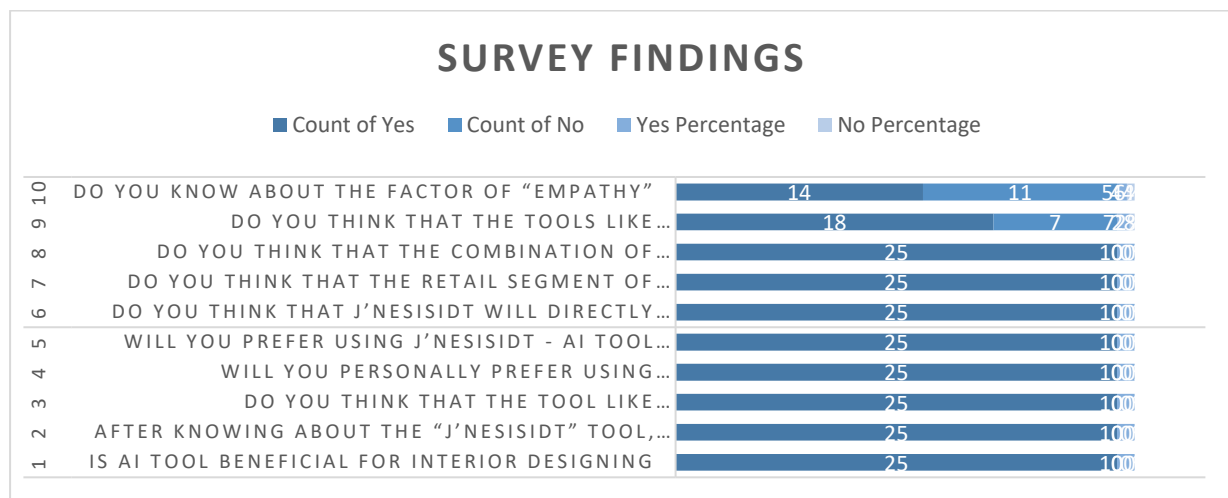 SURVEY FINDINGS
Count of Yes Count of No Yes Percentage No Percentage
10 DO YOU KNOW ABOUT THE FACTOR OF “EMPATHY” 14 11
9 DO YOU THINK THAT THE TOOLS LIKE… 18 7
8 DO YOU THINK THAT THE COMBINATION OF… 25
7 DO YOU THINK THAT THE RETAIL SEGMENT OF… 25
6 DO YOU THINK THAT J’NESISIDT WILL DIRECTLY… 25
5 WILL YOU PREFER USING J’NESISIDT - AI TOOL… 25
4 WILL YOU PERSONALLY PREFER USING… 25
3 DO YOU THINK THAT THE TOOL LIKE… 25
2 AFTER KNOWING ABOUT THE “J’NESISIDT” TOOL,… 25
1 IS AI TOOL BENEFICIAL FOR INTERIOR DESIGNING 25